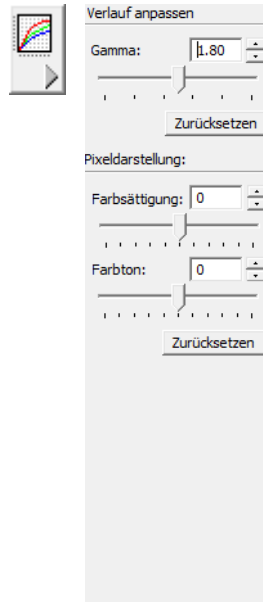 Verlauf anpassen
Gamma: 1.80
Zurücksetzen
Pixeldarstellung:
Farbsättigung: 0
Farbton: 0
Zurücksetzen